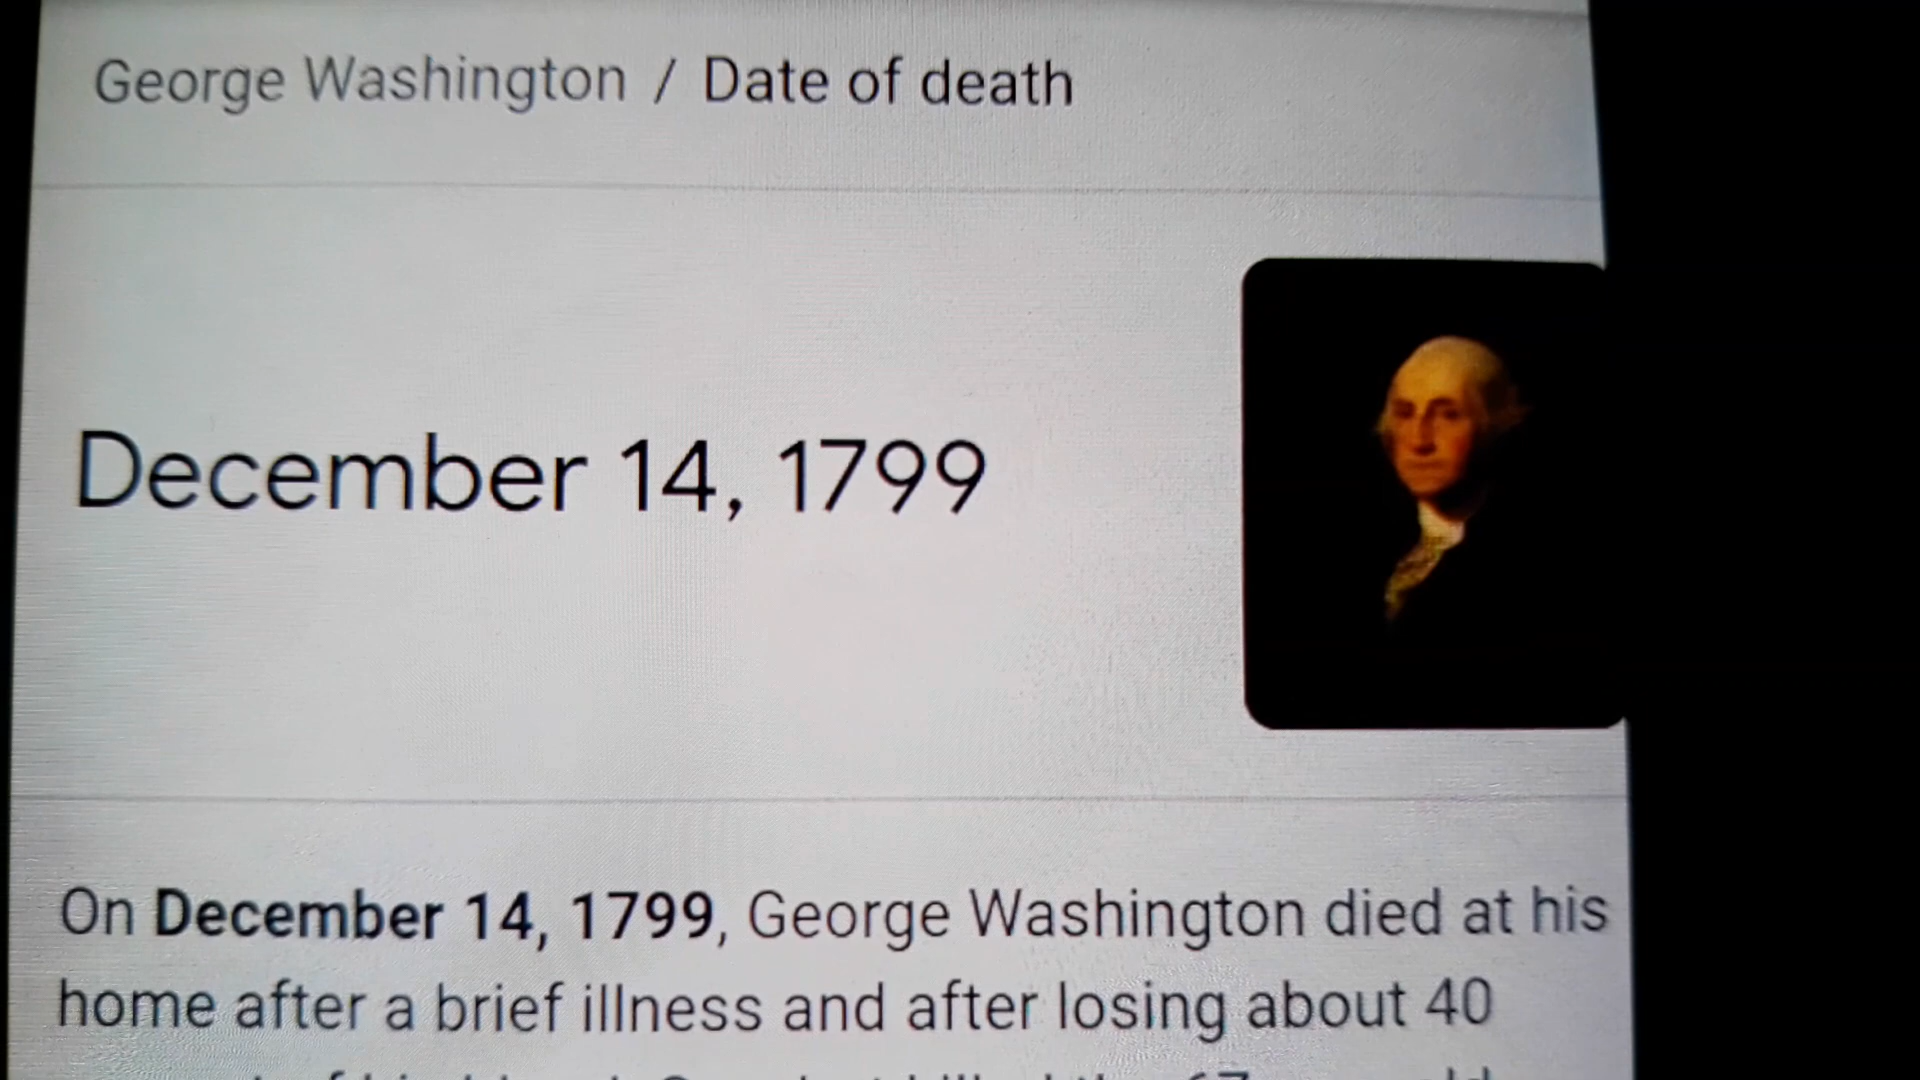 George Washington / Date of death
December 14, 1799
On December 14, 1799, George Washington died at his
home after a brief illness and after losing about 40